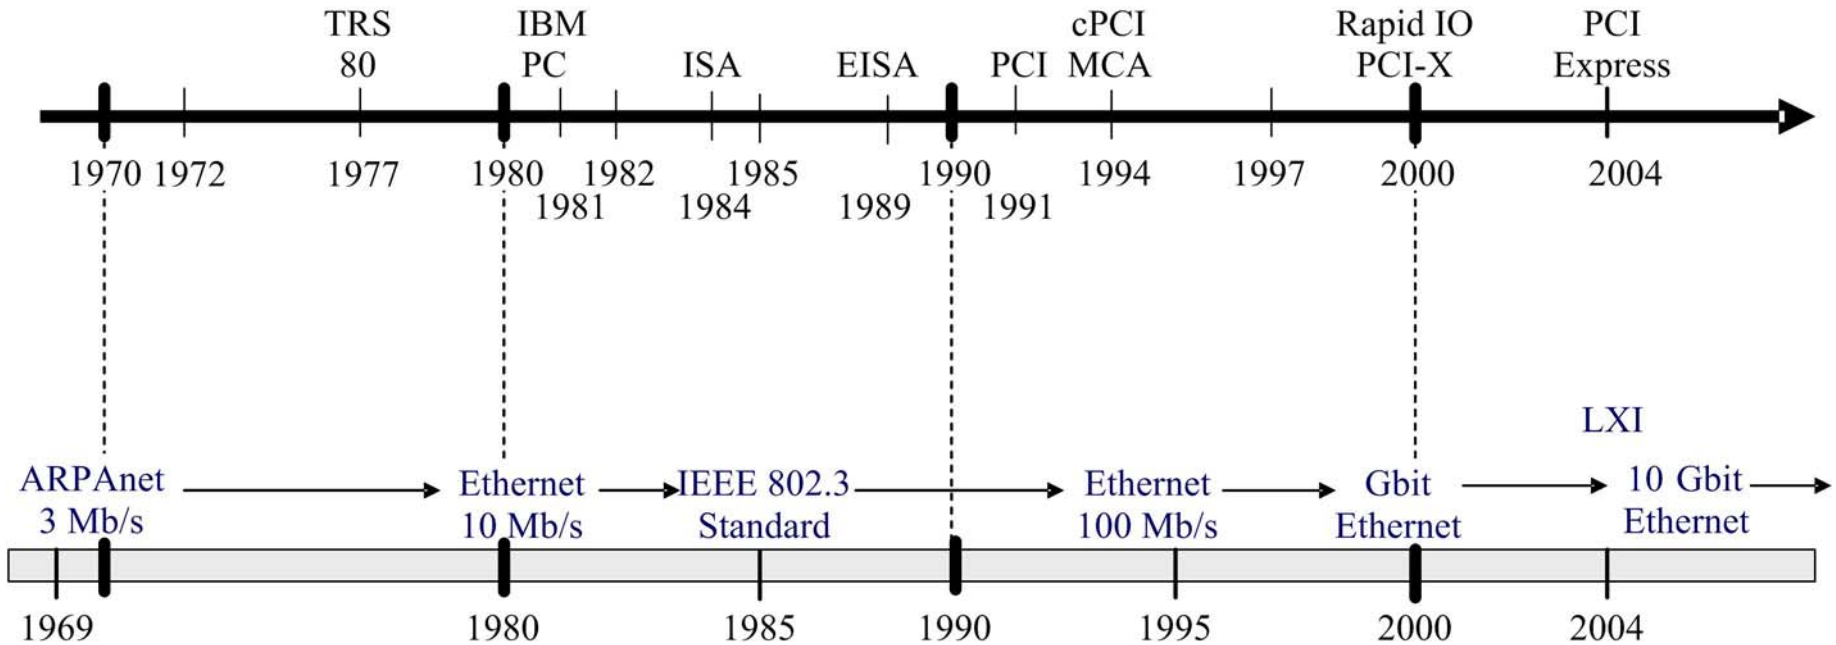 TRS IBM cPCI Rapid IO PCI
80 PC ISA EISA PCI MCA PCI-X Express
1970 1972 1977 1980 1982 1985 1990 1994 1997 2000 2004
1981 1984 1989 1991
LXI
ARPAnet Ethernet IEEE 802.3 Ethernet Gbit 10 Gbit
3 Mb/s 10 Mb/s Standard 100 Mb/s Ethernet Ethernet
1969 1980 1985 1990 1995 2000 2004